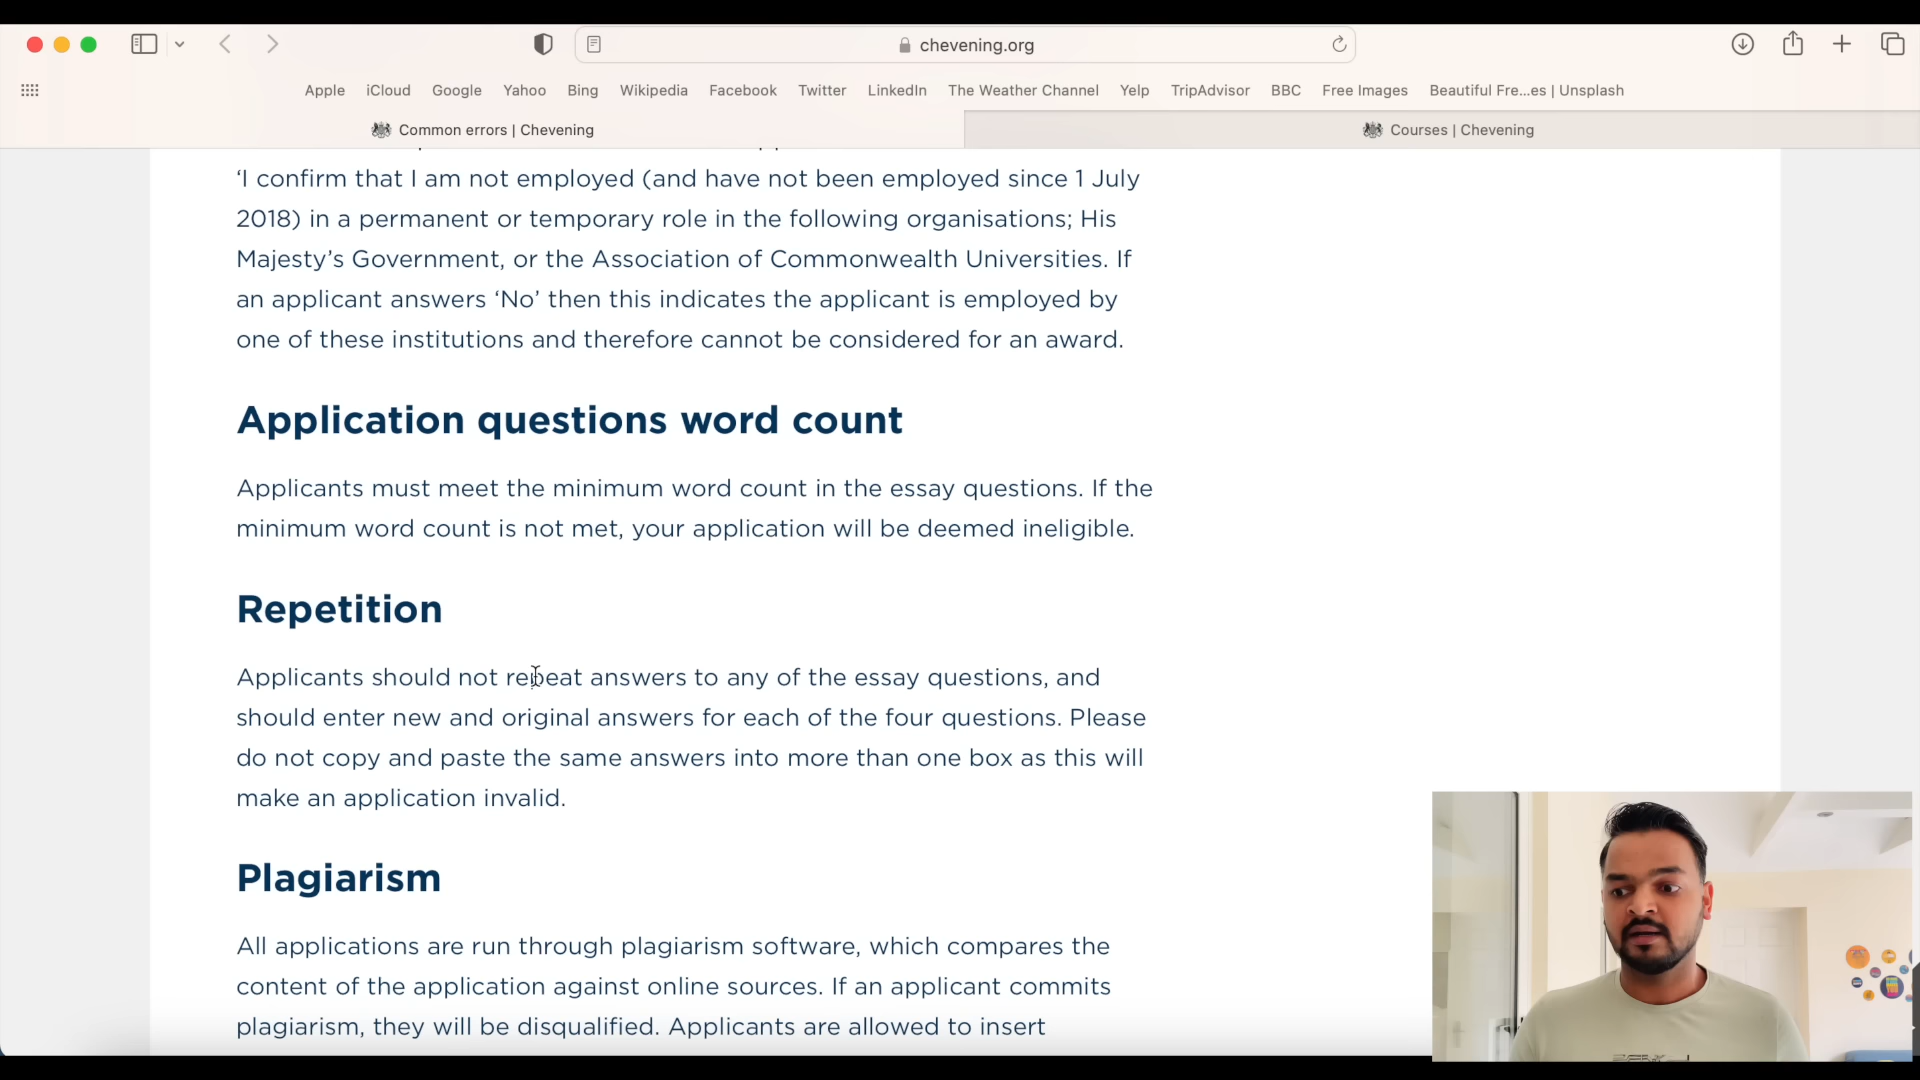 chevening.org
Apple iCloud Google Yahoo Bing Wikipedia Facebook Twitter LinkedIn The Weather Channel Yelp TripAdvisor BBC Free Images Beautiful Fre...es | Unsplash
Common errors | Chevening Courses | Chevening
‘I confirm that I am not employed (and have not been employed since 1 July
2018) in a permanent or temporary role in the following organisations; His
Majesty’s Government, or the Association of Commonwealth Universities. If
an applicant answers ‘No’ then this indicates the applicant is employed by
one of these institutions and therefore cannot be considered for an award.
Application questions word count
Applicants must meet the minimum word count in the essay questions. If the
minimum word count is not met, your application will be deemed ineligible.
Repetition
Applicants should not repeat answers to any of the essay questions, and
should enter new and original answers for each of the four questions. Please
do not copy and paste the same answers into more than one box as this will
make an application invalid.
Plagiarism
All applications are run through plagiarism software, which compares the
content of the application against online sources. If an applicant commits
plagiarism, they will be disqualified. Applicants are allowed to insert